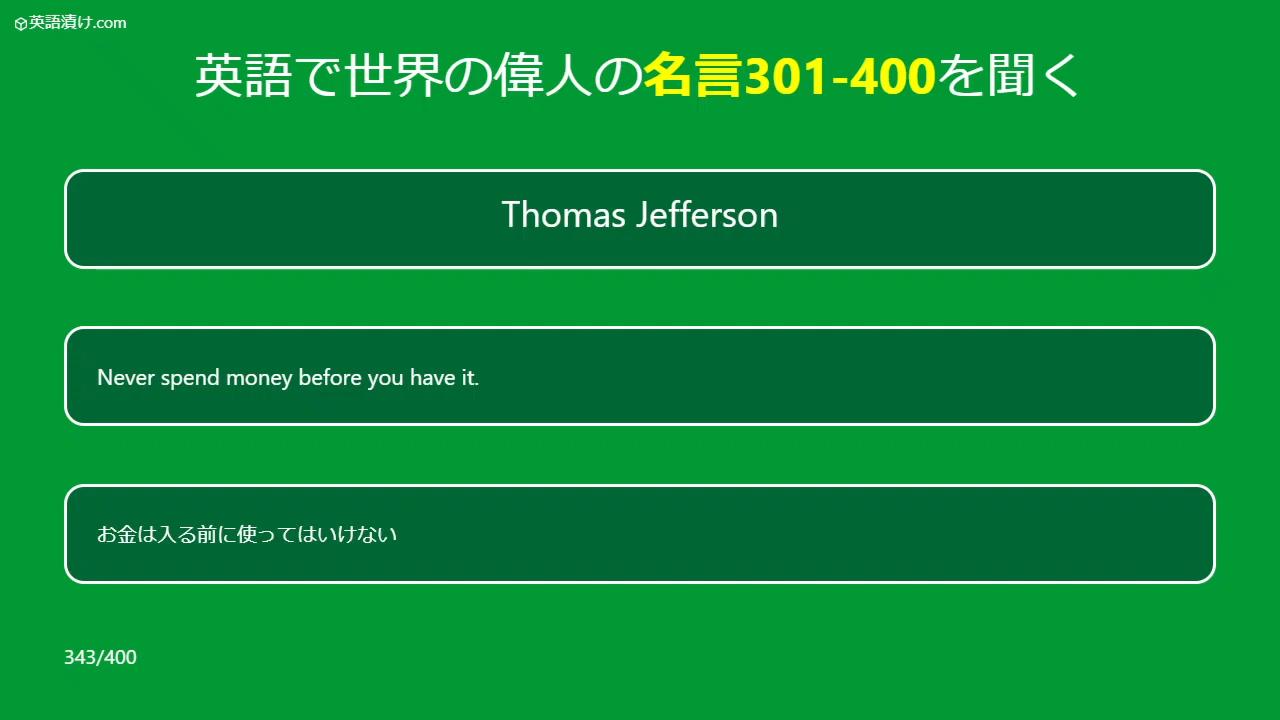 英語漬け.com
英語で世界の偉人の名言301-400を聞く
Thomas Jefferson
Never spend money before you have it.
お金は入る前に使ってはいけない
343/400